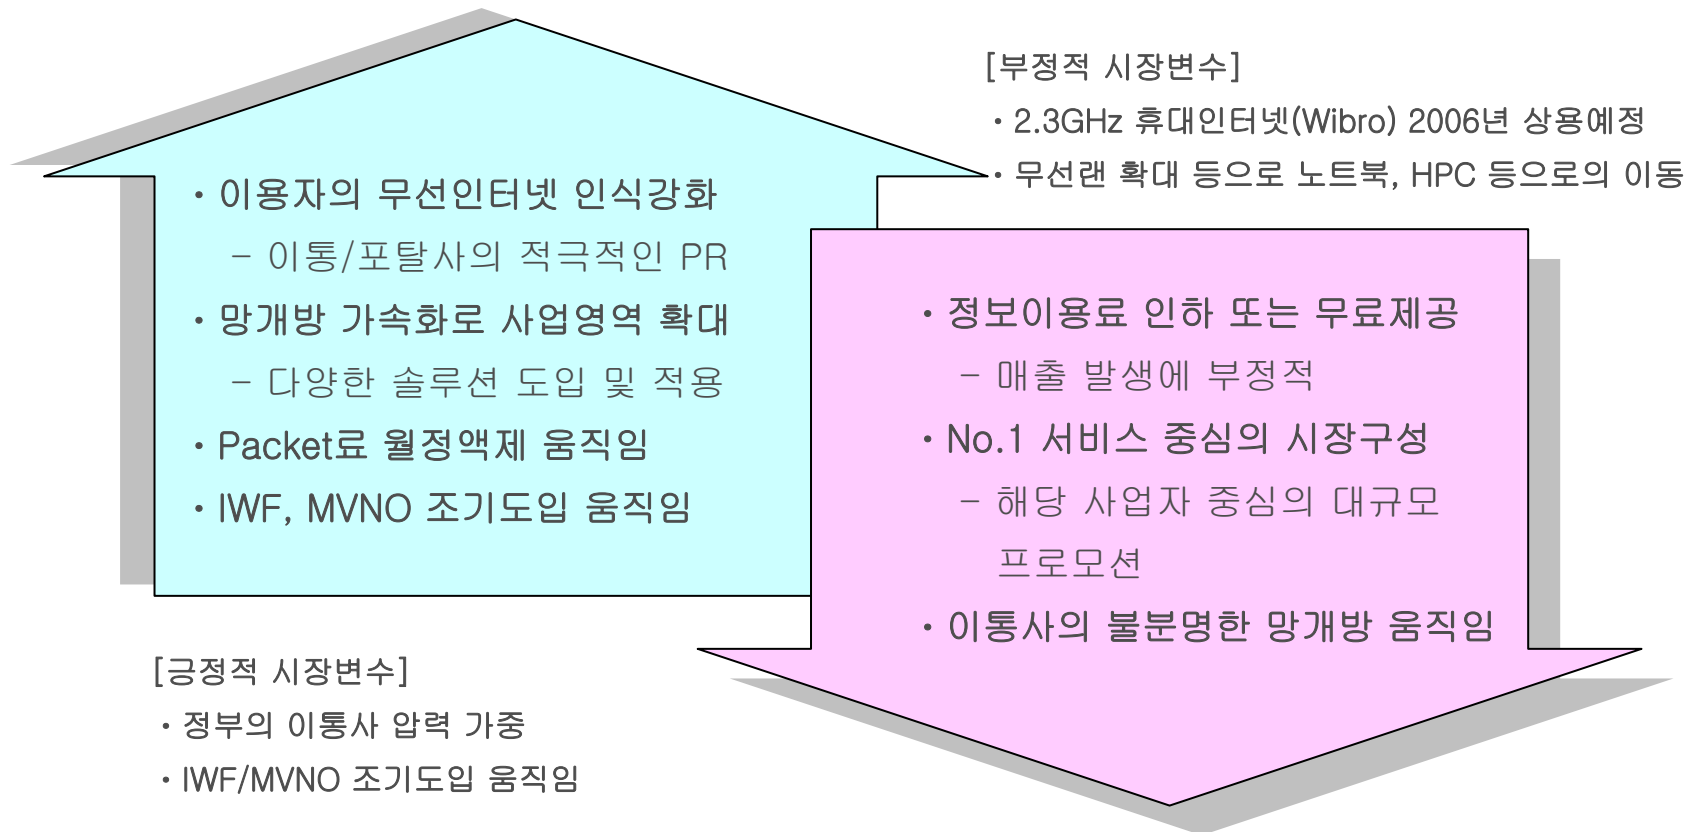 [부정적 시장변수]
· 2.3GHz 휴대인터넷(Wibro) 2006년 상용예정
· 무선랜 확대 등으로 노트북, HPC 등으로의 이동
· 이용자의 무선인터넷 인식강화
– 이통/포탈사의 적극적인 PR
· 망개방 가속화로 사업영역 확대
– 다양한 솔루션 도입 및 적용
· Packet료 월정액제 움직임
· IWF, MVNO 조기도입 움직임
· 정보이용료 인하 또는 무료제공
– 매출 발생에 부정적
· No.1 서비스 중심의 시장구성
– 해당 사업자 중심의 대규모
프로모션
· 이통사의 불분명한 망개방 움직임
[긍정적 시장변수]
· 정부의 이통사 압력 가중
· IWF/MVNO 조기도입 움직임